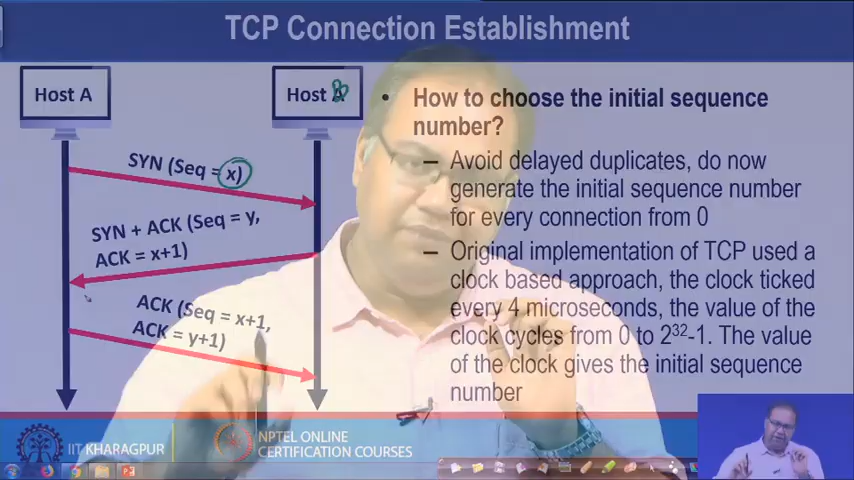 TCP Connection Establishment
Host A
Host B
SYN (Seq = x)
SYN + ACK (Seq = y,
ACK = x+1)
ACK (Seq = x+1,
ACK = y+1)
• How to choose the initial sequence
number?
– Avoid delayed duplicates, do now
generate the initial sequence number
for every connection from 0
– Original implementation of TCP used a
clock based approach, the clock ticked
every 4 microseconds, the value of the
clock cycles from 0 to 2³²-1. The value
of the clock gives the initial sequence
number
IIT KHARAGPUR
NPTEL ONLINE
CERTIFICATION COURSES